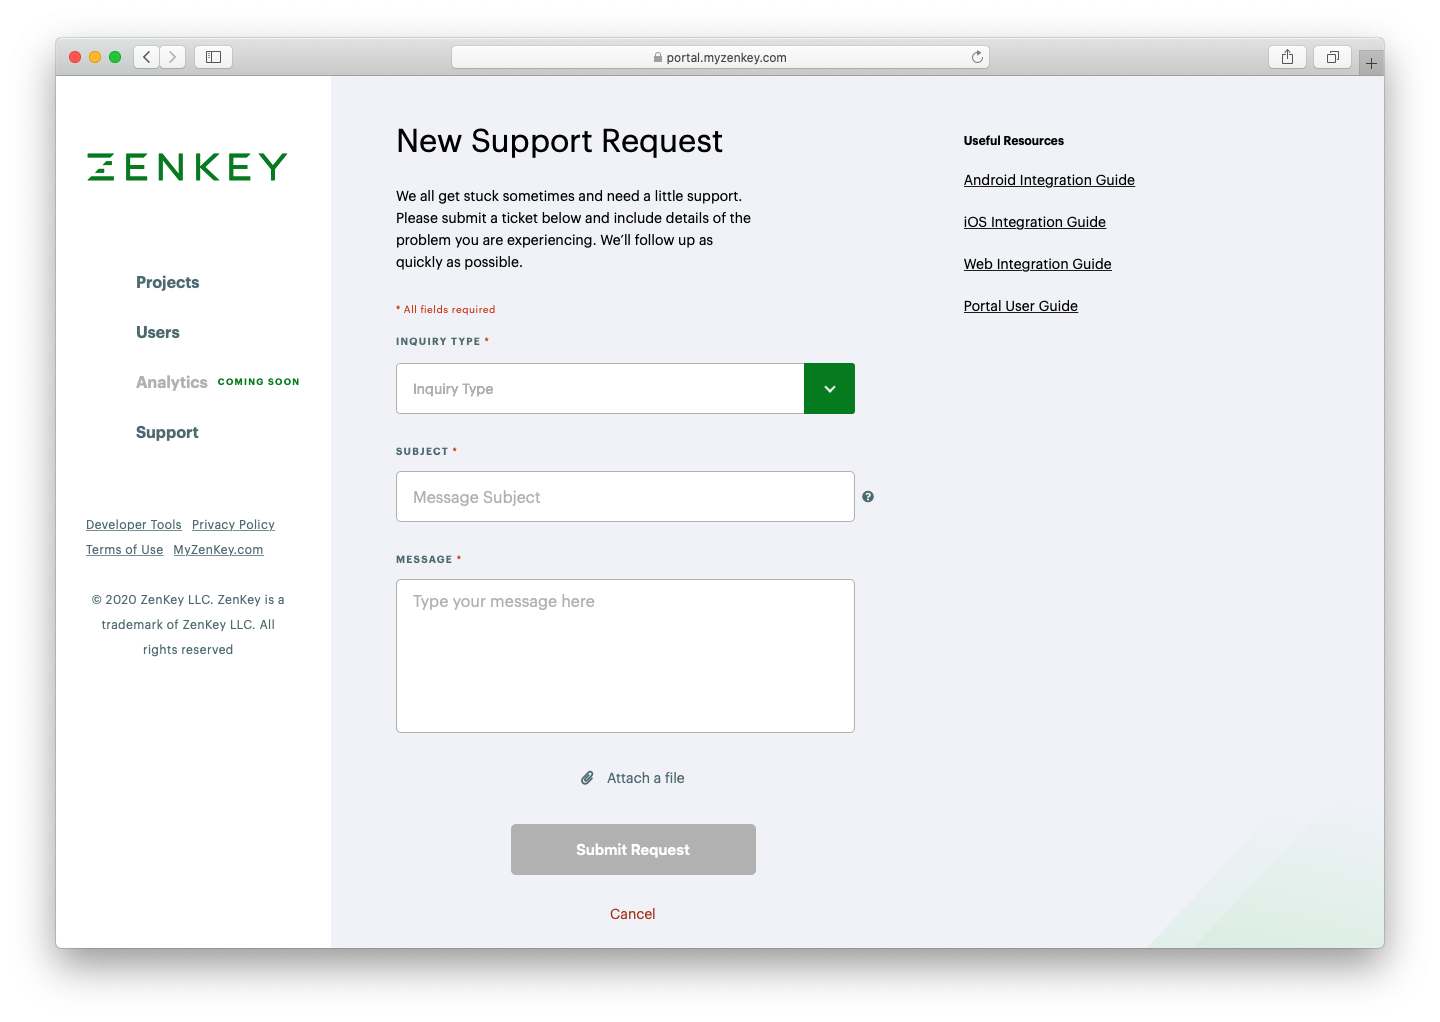 portal.myzenkey.com
ZENKEY
Projects
Users
Analytics COMING SOON
Support
Developer Tools Privacy Policy
Terms of Use MyZenKey.com
© 2020 ZenKey LLC. ZenKey is a
trademark of ZenKey LLC. All
rights reserved
New Support Request
We all get stuck sometimes and need a little support.
Please submit a ticket below and include details of the
problem you are experiencing. We’ll follow up as
quickly as possible.
* All fields required
INQUIRY TYPE *
Inquiry Type
SUBJECT *
Message Subject
MESSAGE *
Type your message here
Attach a file
Submit Request
Cancel
Useful Resources
Android Integration Guide
iOS Integration Guide
Web Integration Guide
Portal User Guide